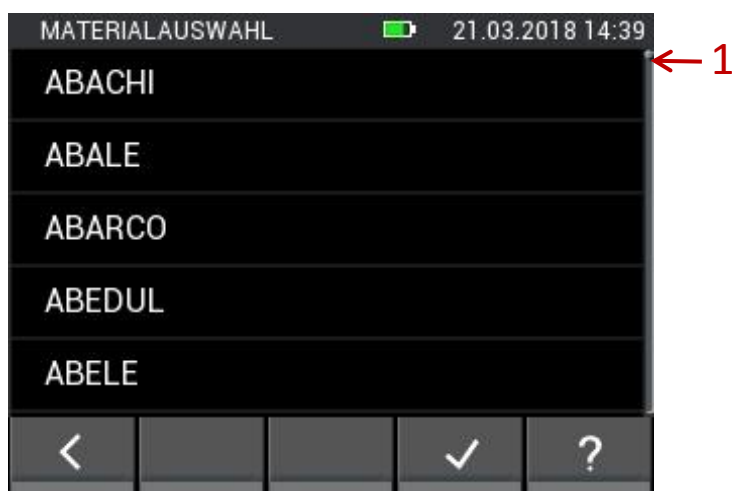 MATERIALAUSWAHL 21.03.2018 14:39
1
ABACHI
ABALE
ABARCO
ABEDUL
ABELE
?